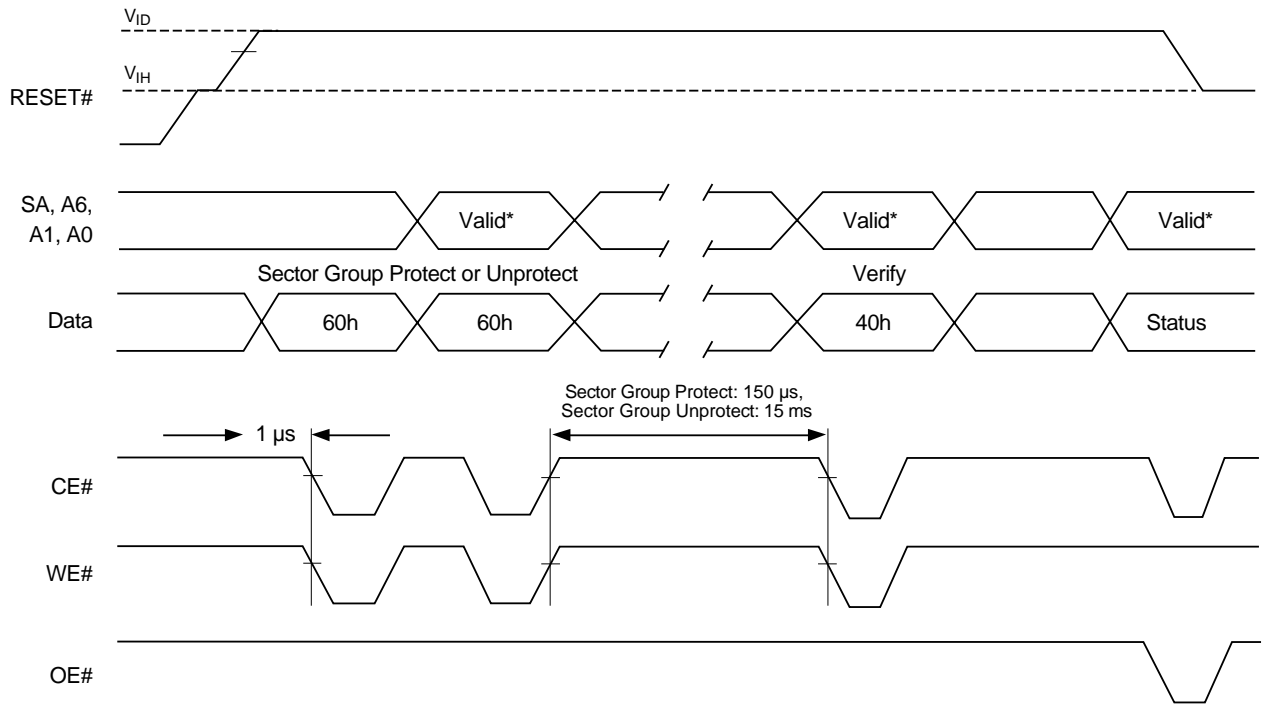 VID
VIH
RESET#
SA, A6,
A1, A0
Valid*
Valid*
Valid*
Sector Group Protect or Unprotect
Verify
Data
60h
60h
40h
Status
Sector Group Protect: 150 µs,
Sector Group Unprotect: 15 ms
1 µs
CE#
WE#
OE#